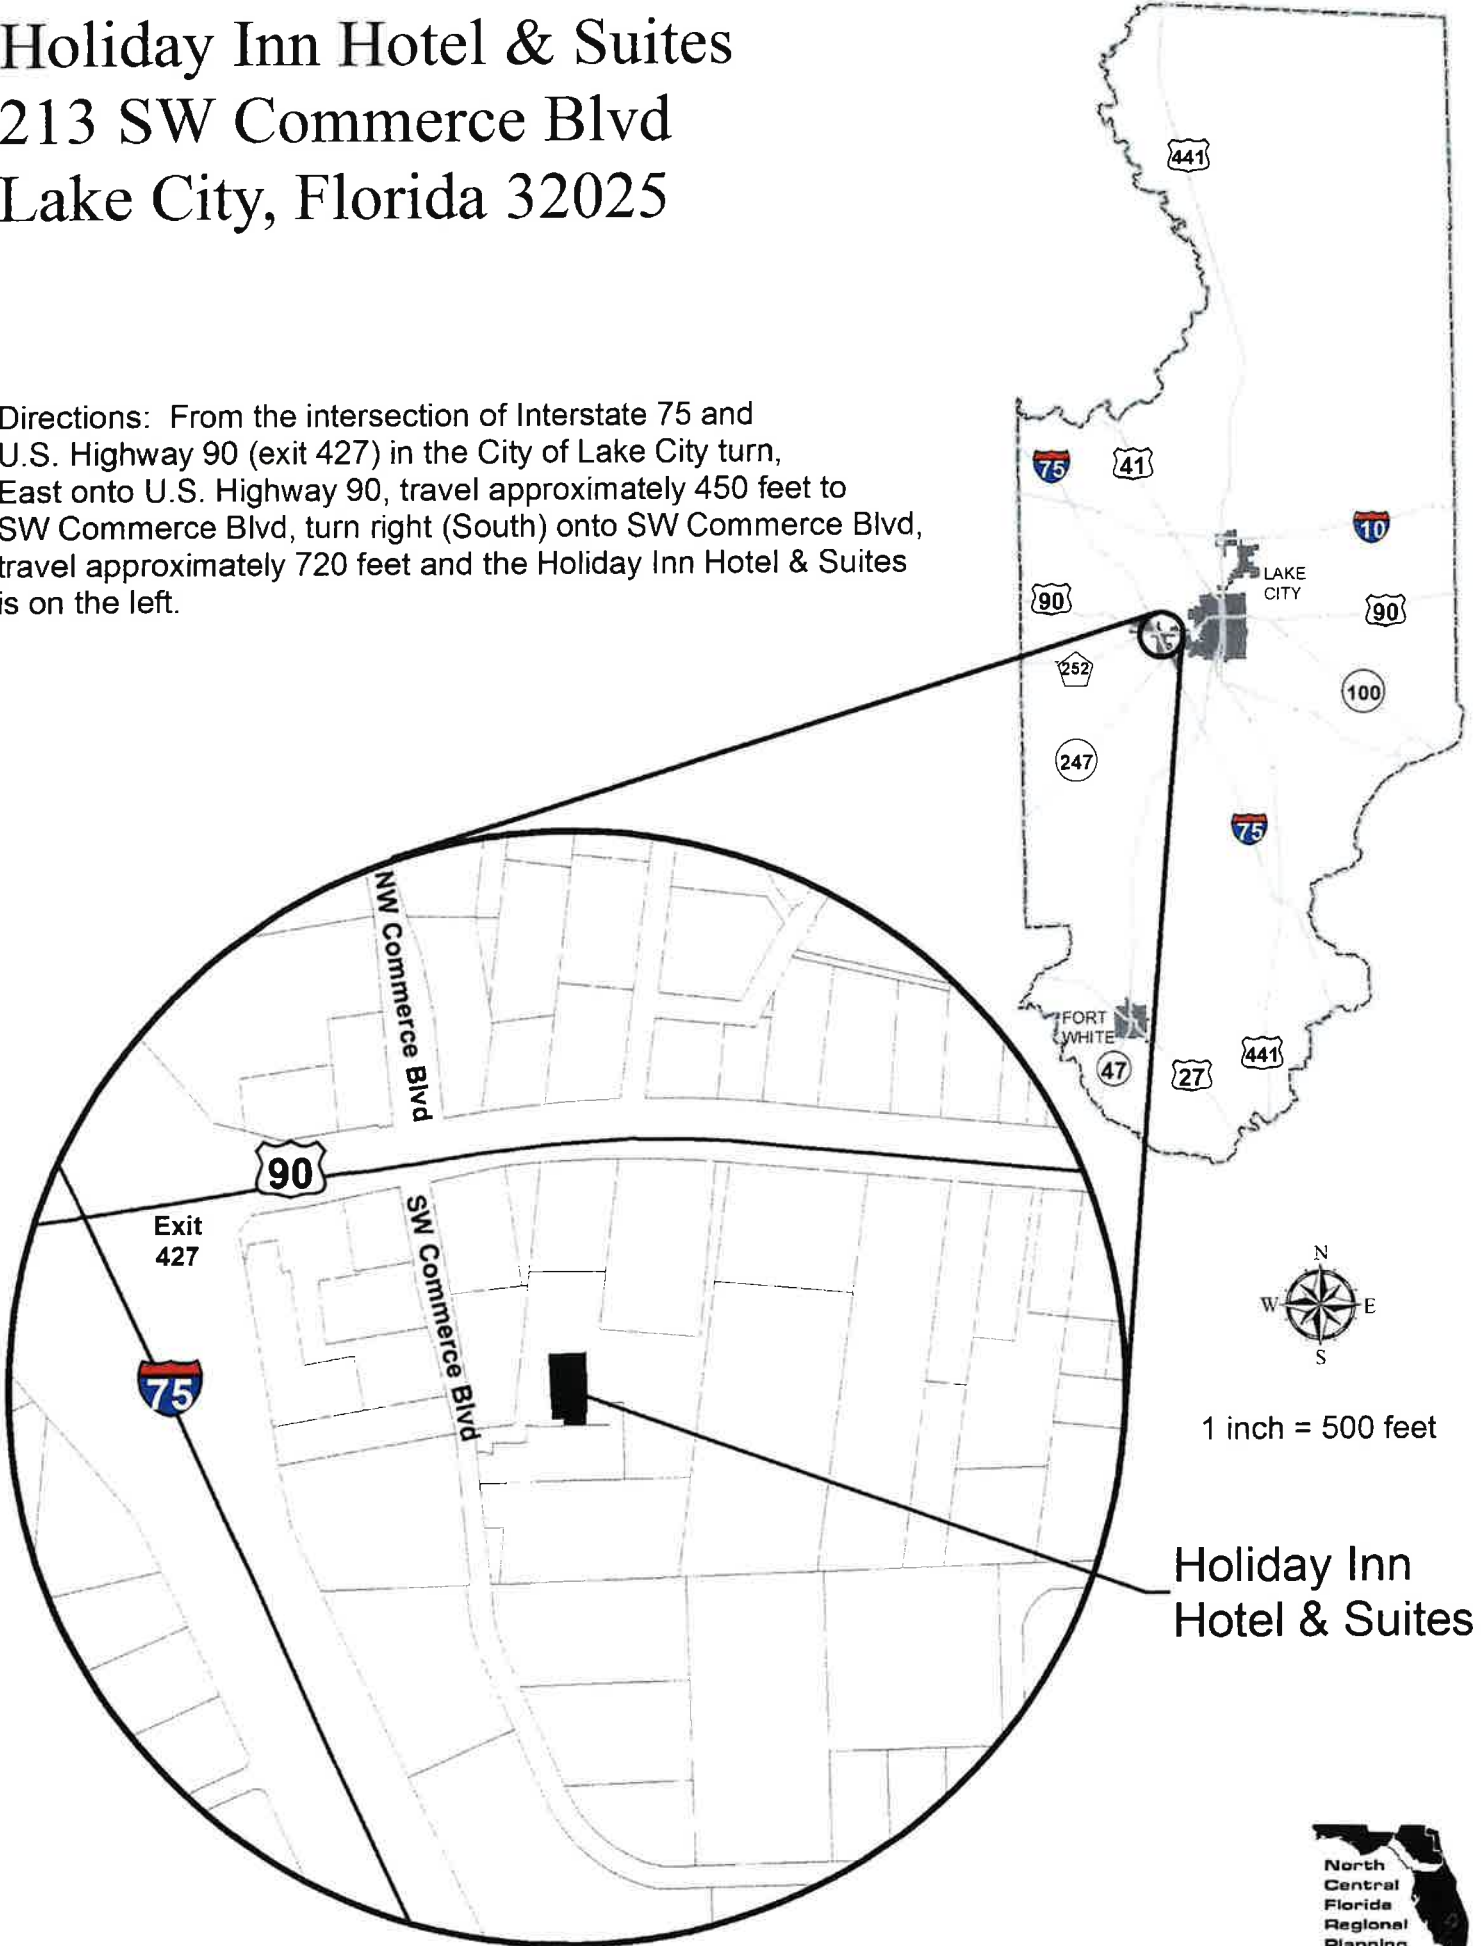 Holiday Inn Hotel & Suites
213 SW Commerce Blvd
Lake City, Florida 32025
Directions: From the intersection of Interstate 75 and
U.S. Highway 90 (exit 427) in the City of Lake City turn,
East onto U.S. Highway 90, travel approximately 450 feet to
SW Commerce Blvd, turn right (South) onto SW Commerce Blvd,
travel approximately 720 feet and the Holiday Inn Hotel & Suites
is on the left.
441
75
41
10
LAKE
CITY
90
90
252
100
247
75
FORT
WHITE
47
27
441
NW Commerce Blvd
90
Exit
427
SW Commerce Blvd
75
N
W
E
S
1 inch = 500 feet
Holiday Inn
Hotel & Suites
North
Central
Florida
Regional
Planning